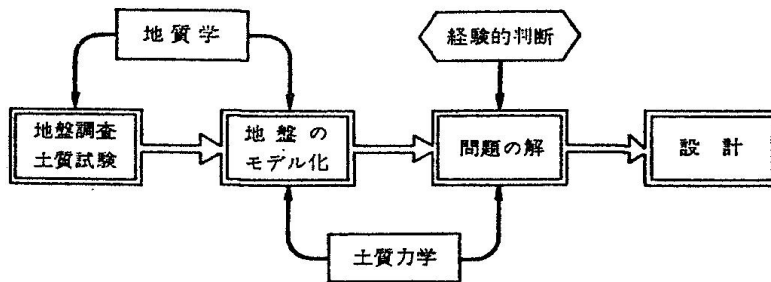 地質学
経験的判断
地盤調査
土質試験
地盤の
モデル化
問題の解
設計
土質力学